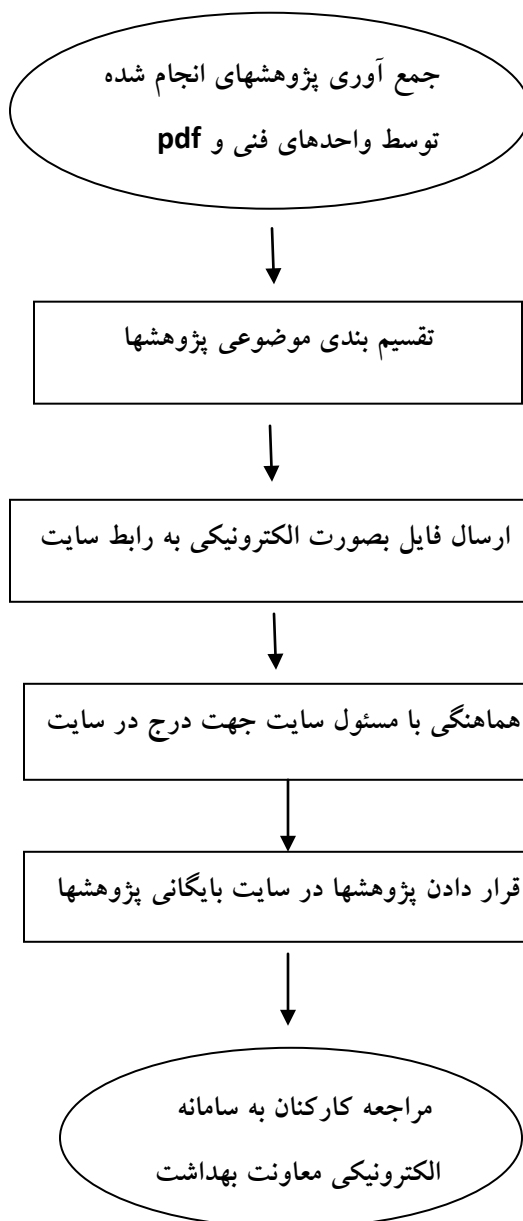 جمع آوری پژوهشهای انجام شده
توسط واحدهای فنی و pdf
تقسیم بندی موضوعی پژوهشها
ارسال فایل بصورت الکترونیکی به رابط سایت
هماهنگی با مسئول سایت جهت درج در سایت
قرار دادن پژوهشها در سایت بایگانی پژوهشها
مراجعه کارکنان به سامانه
الکترونیکی معاونت بهداشت